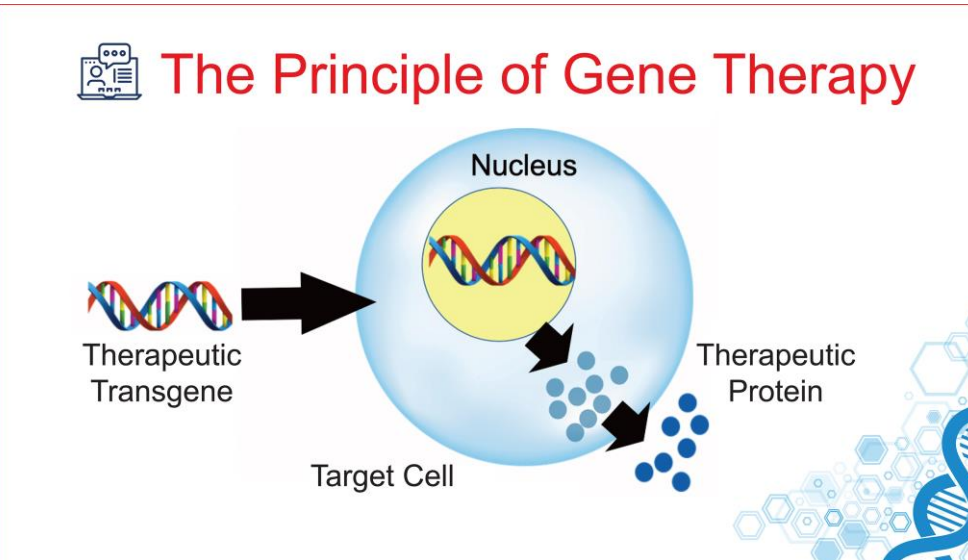 The Principle of Gene Therapy
Nucleus
Therapeutic
Transgene
Therapeutic
Protein
Target Cell